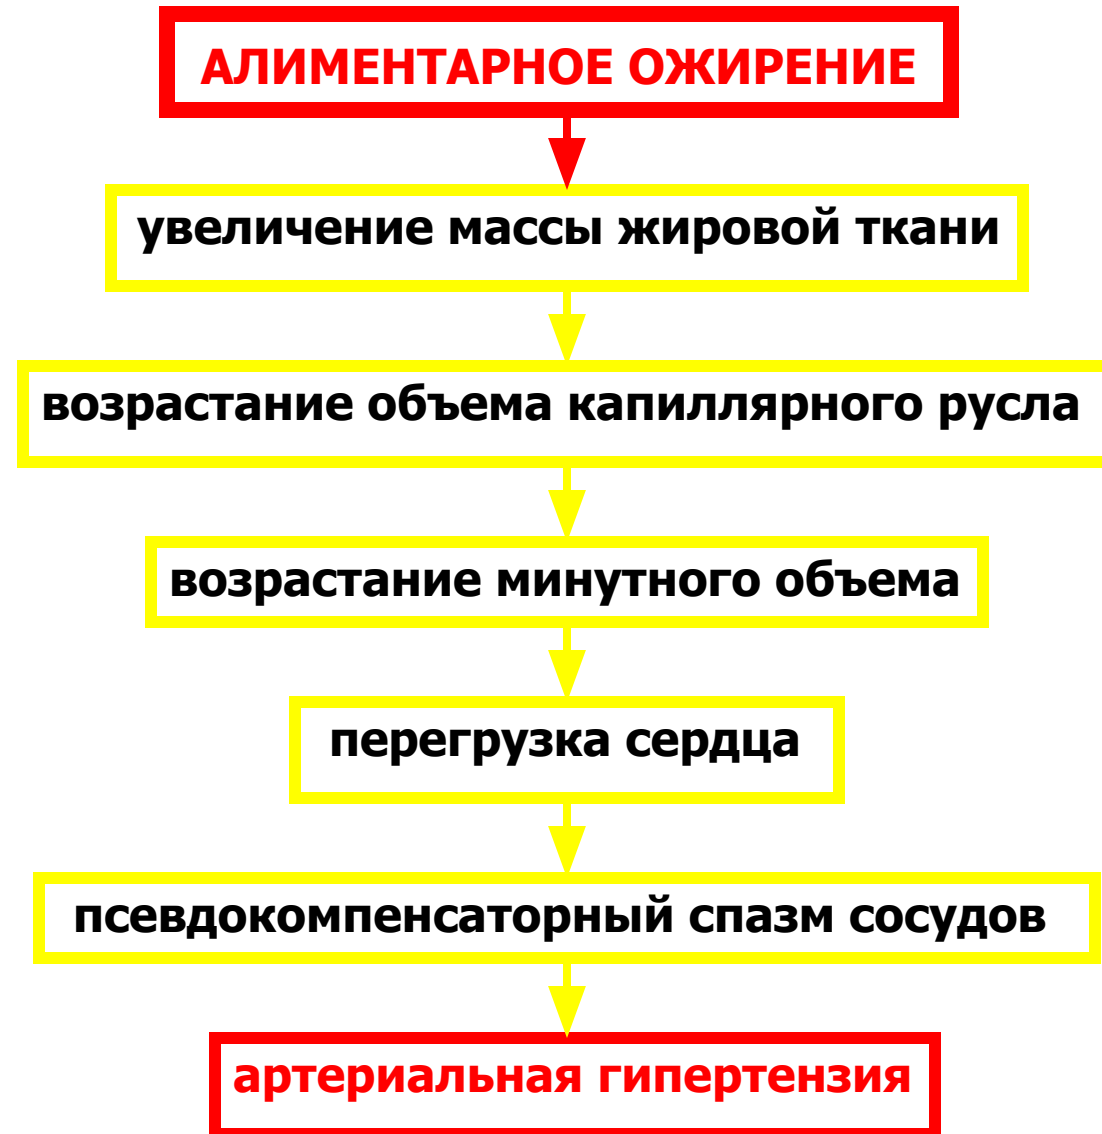 АЛИМЕНТАРНОЕ ОЖИРЕНИЕ
увеличение массы жировой ткани
возрастание объема капиллярного русла
возрастание минутного объема
перегрузка сердца
псевдокомпенсаторный спазм сосудов
артериальная гипертензия